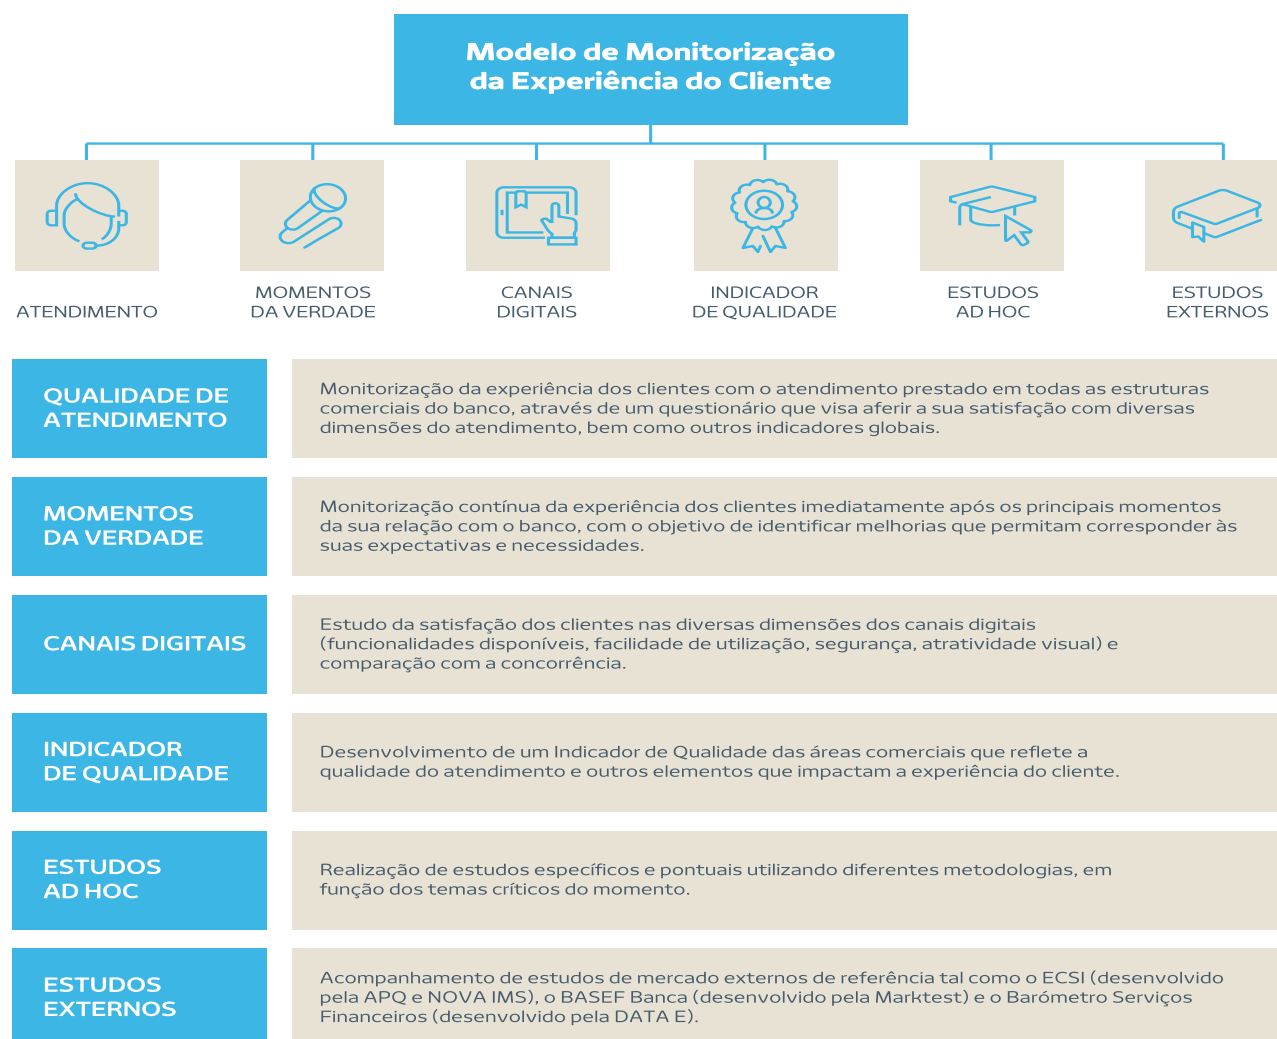 Modelo de Monitorização
da Experiência do Cliente
ATENDIMENTO
MOMENTOS
DA VERDADE
CANAIS
DIGITAIS
INDICADOR
DE QUALIDADE
ESTUDOS
AD HOC
ESTUDOS
EXTERNOS
QUALIDADE DE
ATENDIMENTO
Monitorização da experiência dos clientes com o atendimento prestado em todas as estruturas
comerciais do banco, através de um questionário que visa aferir a sua satisfação com diversas
dimensões do atendimento, bem como outros indicadores globais.
MOMENTOS
DA VERDADE
Monitorização contínua da experiência dos clientes imediatamente após os principais momentos
da sua relação com o banco, com o objetivo de identificar melhorias que permitam corresponder às
suas expectativas e necessidades.
CANAIS DIGITAIS
Estudo da satisfação dos clientes nas diversas dimensões dos canais digitais
(funcionalidades disponíveis, facilidade de utilização, segurança, atratividade visual) e
comparação com a concorrência.
INDICADOR
DE QUALIDADE
Desenvolvimento de um Indicador de Qualidade das áreas comerciais que reflete a
qualidade do atendimento e outros elementos que impactam a experiência do cliente.
ESTUDOS
AD HOC
Realização de estudos específicos e pontuais utilizando diferentes metodologias, em
função dos temas críticos do momento.
ESTUDOS
EXTERNOS
Acompanhamento de estudos de mercado externos de referência tal como o ECSI (desenvolvido
pela APQ e NOVA IMS), o BASEF Banca (desenvolvido pela Marktest) e o Barómetro Serviços
Financeiros (desenvolvido pela DATA E).